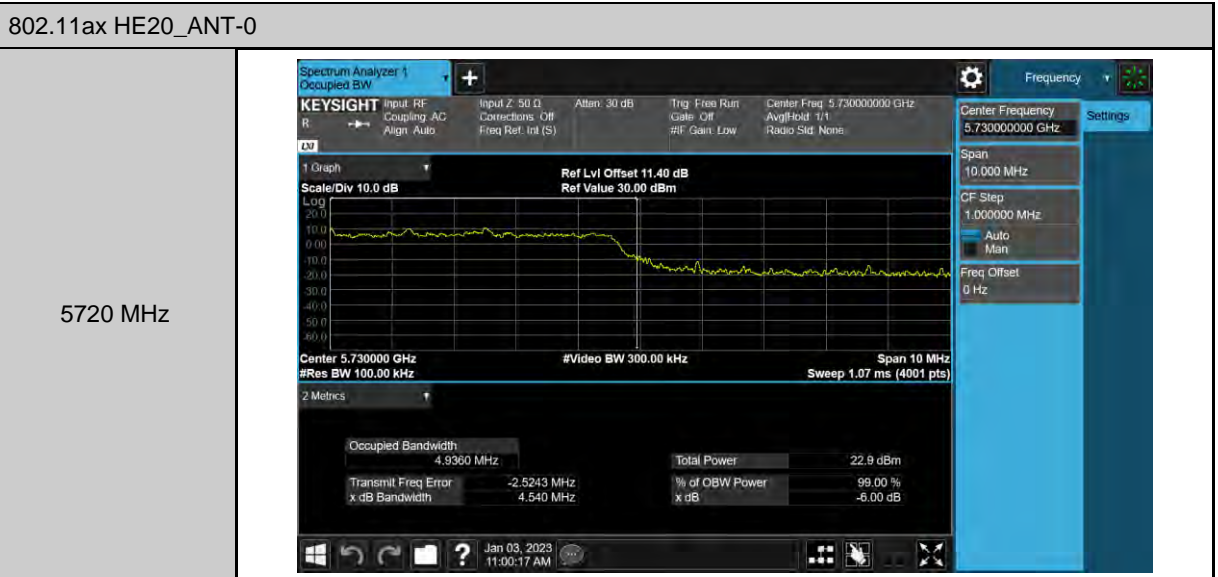 802.11ax HE20_ANT-0
5720 MHz
Spectrum Analyzer 1
Occupied BW
Frequency
KEYSIGHT
R
LXI
Input: RF
Coupling: AC
Align: Auto
Input Z: 50 Ω
Corrections: Off
Freq Ref: Int (S)
Atten: 30 dB
Trig: Free Run
Gate: Off
#IF Gain: Low
Center Freq: 5.730000000 GHz
Avg|Hold: 1/1
Radio Std: None
Center Frequency
5.730000000 GHz
Settings
Span
10.000 MHz
CF Step
1.000000 MHz
Auto
Man
Freq Offset
0 Hz
1 Graph
Scale/Div 10.0 dB
Ref Lvl Offset 11.40 dB
Ref Value 30.00 dBm
Log
20.0
10.0
0.00
-10.0
-20.0
-30.0
-40.0
-50.0
-60.0
Center 5.730000 GHz
#Video BW 300.00 kHz
Span 10 MHz
#Res BW 100.00 kHz
Sweep 1.07 ms (4001 pts)
2 Metrics
Occupied Bandwidth
4.9360 MHz
Total Power 22.9 dBm
Transmit Freq Error -2.5243 MHz
% of OBW Power 99.00 %
x dB Bandwidth 4.540 MHz
x dB -6.00 dB
?
Jan 03, 2023
11:00:17 AM